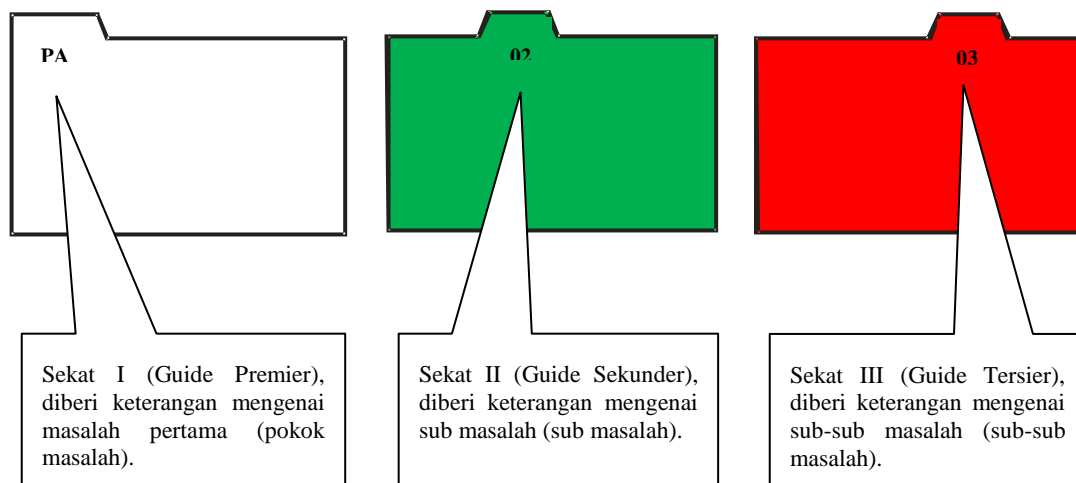 PA
02
03
Sekat I (Guide Premier),
diberi keterangan mengenai
masalah pertama (pokok
masalah).
Sekat II (Guide Sekunder),
diberi keterangan mengenai
sub masalah (sub masalah).
Sekat III (Guide Tersier),
diberi keterangan mengenai
sub-sub masalah (sub-sub
masalah).